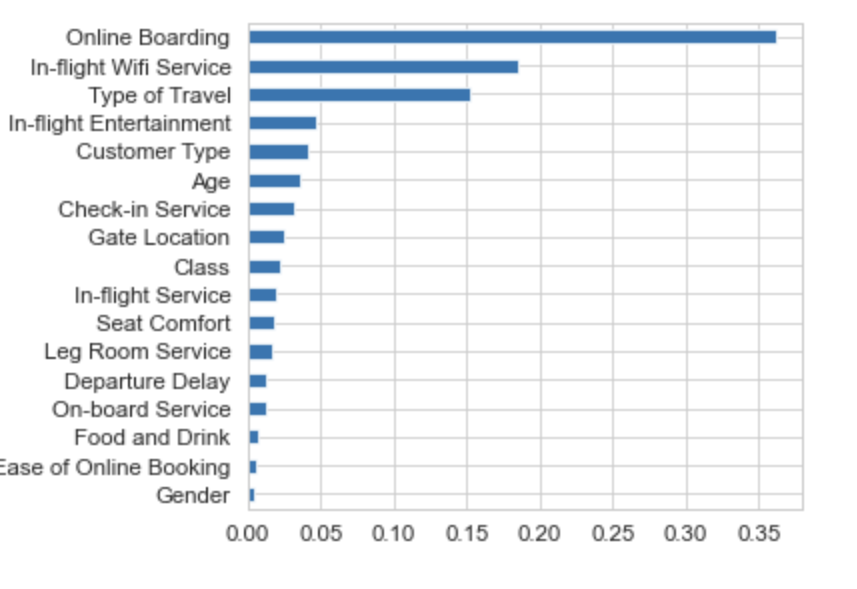 Online Boarding
In-flight Wifi Service
Type of Travel
In-flight Entertainment
Customer Type
Age
Check-in Service
Gate Location
Class
In-flight Service
Seat Comfort
Leg Room Service
Departure Delay
On-board Service
Food and Drink
Ease of Online Booking
Gender
0.00 0.05 0.10 0.15 0.20 0.25 0.30 0.35